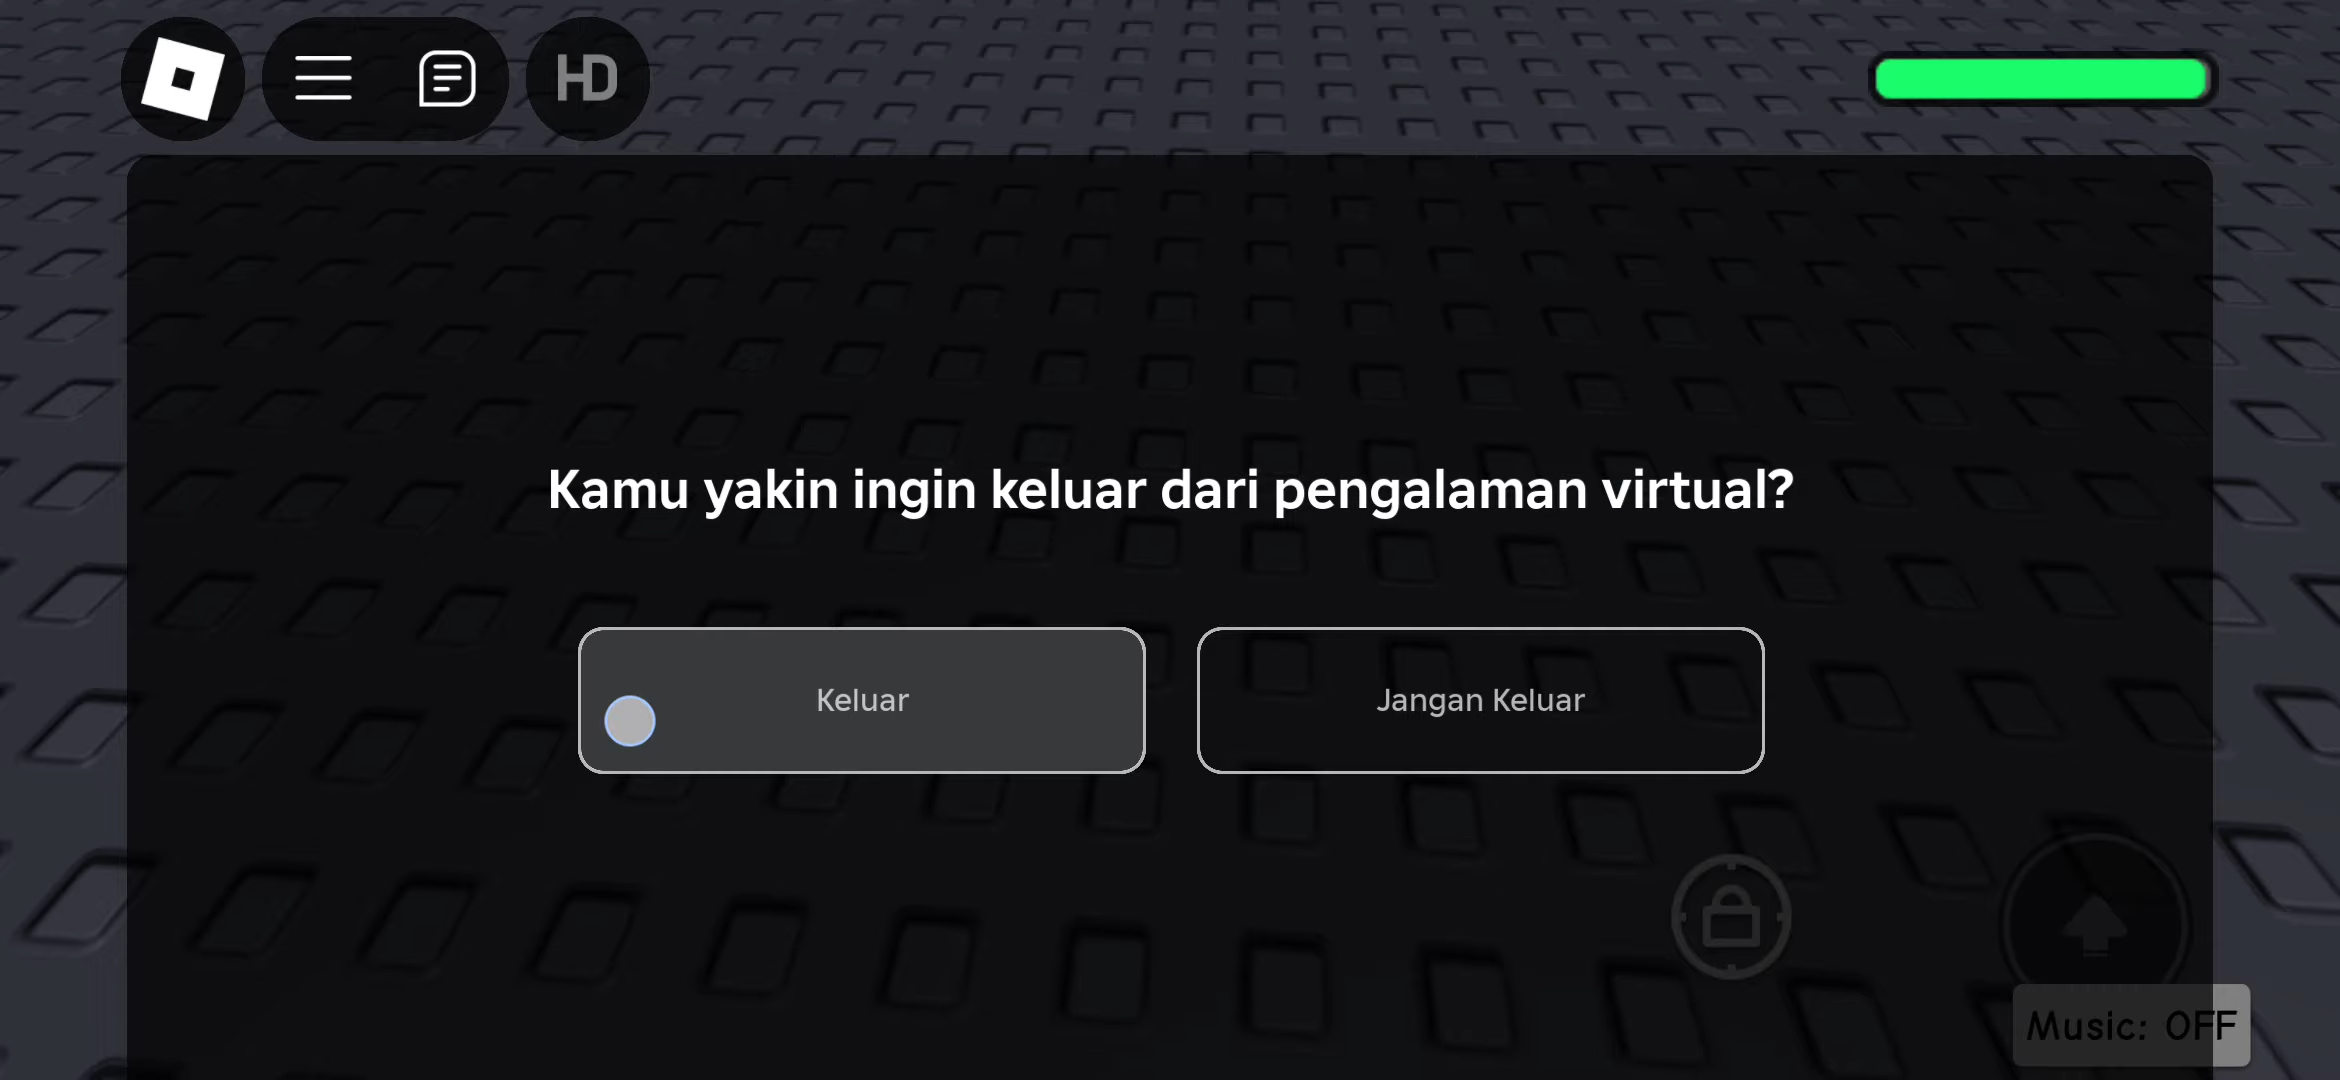 HD
Kamu yakin ingin keluar dari pengalaman virtual?
Keluar
Jangan Keluar
Music: OFF